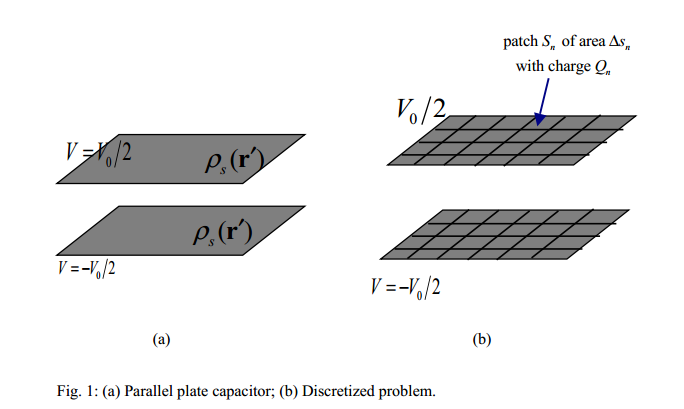 patch Sₙ of area Δsₙ
with charge Qₙ
V₀/2
V = V₀/2
ρₛ(r′)
ρₛ(r′)
V = –V₀/2
V = –V₀/2
(a)
(b)
Fig. 1: (a) Parallel plate capacitor; (b) Discretized problem.